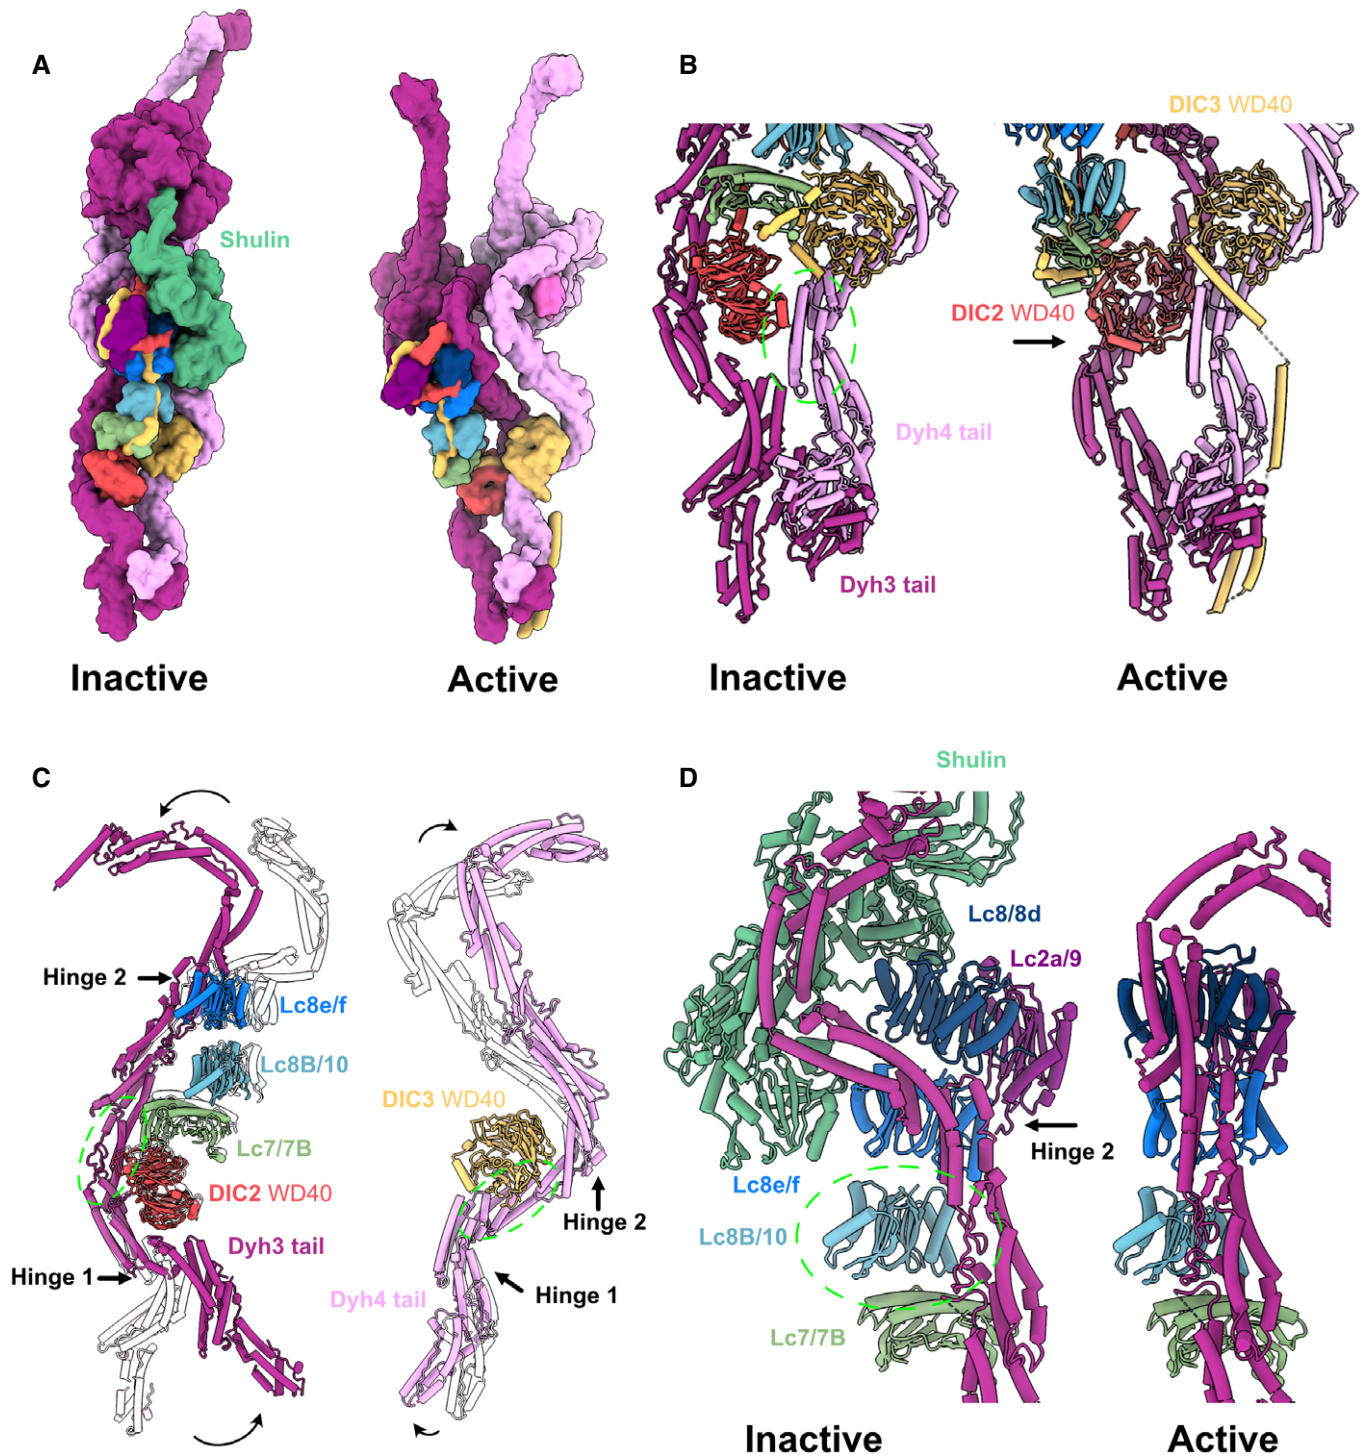 A
Shulin
Inactive
Active
B
DIC3 WD40
DIC2 WD40
Dyh4 tail
Dyh3 tail
Inactive
Active
C
Hinge 2
Lc8e/f
Lc8B/10
Lc7/7B
DIC2 WD40
Dyh3 tail
Hinge 1
DIC3 WD40
Hinge 2
Dyh4 tail
Hinge 1
D
Shulin
Lc8/8d
Lc2a/9
Hinge 2
Lc8e/f
Lc8B/10
Lc7/7B
Inactive
Active